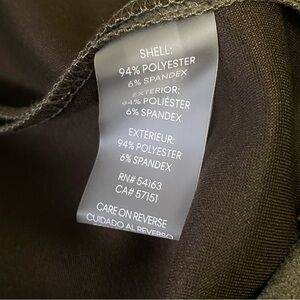 SHELL:
94% POLYESTER
6% SPANDEX
EXTERIOR:
94% POLIÉSTER
6% SPANDEX
EXTÉRIEUR:
94% POLYESTER
6% SPANDEX
RN# 54163
CA# 57151
CARE ON REVERSE
CUIDADO AL REVERSO